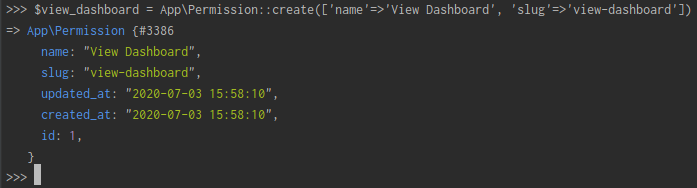 >>> $view_dashboard = App\Permission::create(['name'=>'View Dashboard', 'slug'=>'view-dashboard'])
=> App\Permission {#3386
name: "View Dashboard",
slug: "view-dashboard",
updated_at: "2020-07-03 15:58:10",
created_at: "2020-07-03 15:58:10",
id: 1,
}
>>>